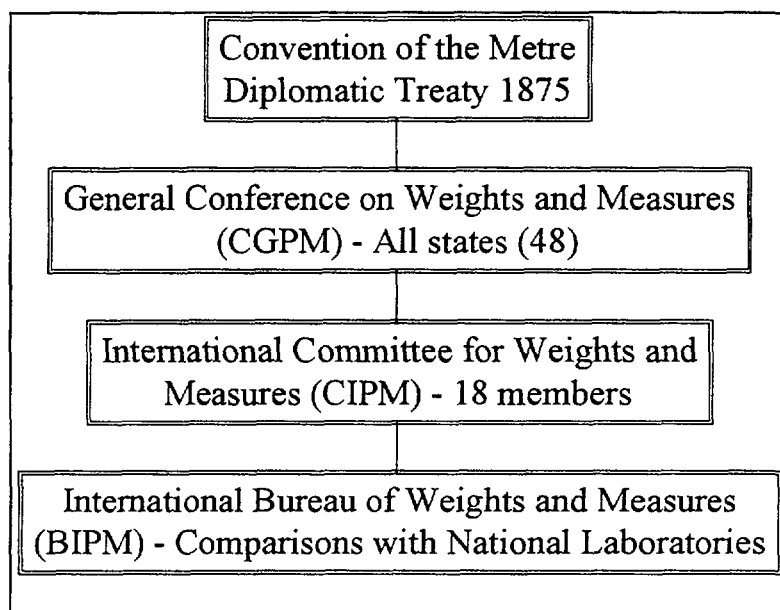 Convention of the Metre
Diplomatic Treaty 1875
General Conference on Weights and Measures
(CGPM) - All states (48)
International Committee for Weights and
Measures (CIPM) - 18 members
International Bureau of Weights and Measures
(BIPM) - Comparisons with National Laboratories